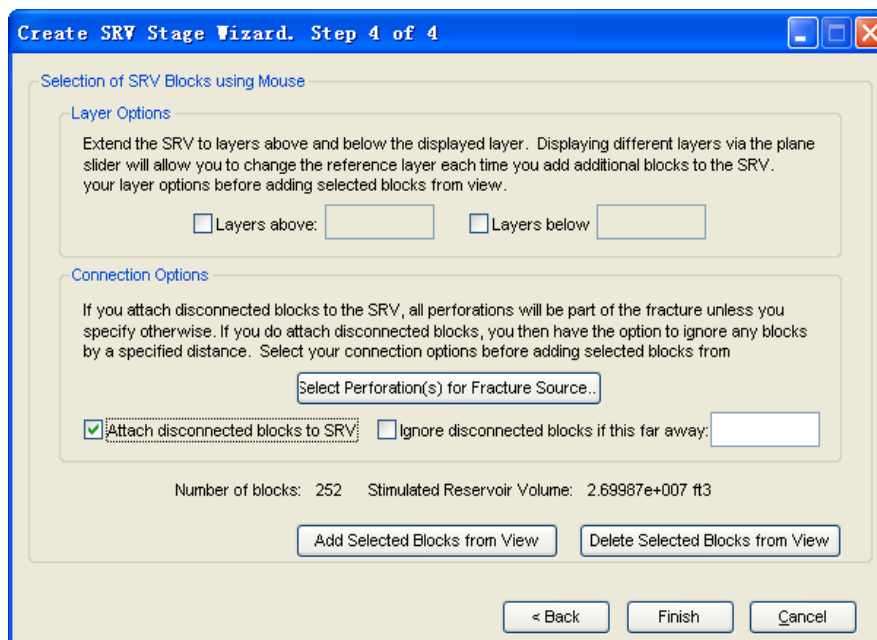 Create SRV Stage Wizard. Step 4 of 4
Selection of SRV Blocks using Mouse
Layer Options
Extend the SRV to layers above and below the displayed layer. Displaying different layers via the plane
slider will allow you to change the reference layer each time you add additional blocks to the SRV.
your layer options before adding selected blocks from view.
Layers above:
Layers below
Connection Options
If you attach disconnected blocks to the SRV, all perforations will be part of the fracture unless you
specify otherwise. If you do attach disconnected blocks, you then have the option to ignore any blocks
by a specified distance. Select your connection options before adding selected blocks from
Select Perforation(s) for Fracture Source..
Attach disconnected blocks to SRV
Ignore disconnected blocks if this far away:
Number of blocks: 252 Stimulated Reservoir Volume: 2.69987e+007 ft3
Add Selected Blocks from View
Delete Selected Blocks from View
< Back
Finish
Cancel